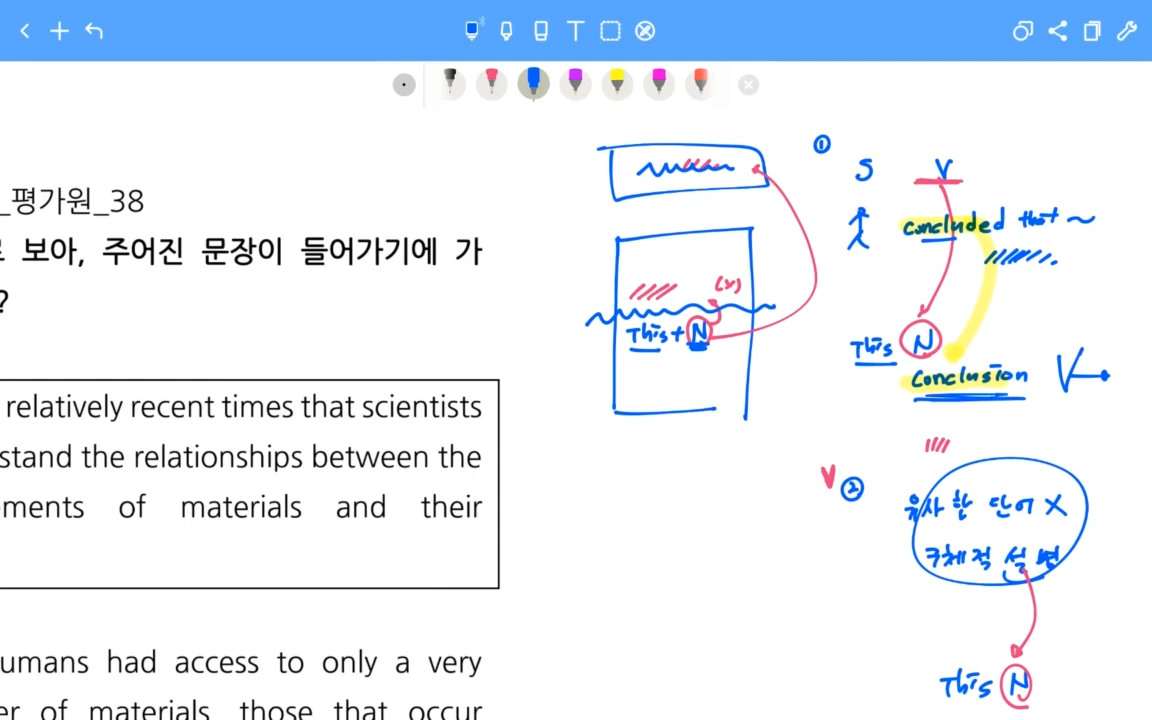 _평가원_38
로 보아, 주어진 문장이 들어가기에 가
?
relatively recent times that scientists
stand the relationships between the
ements of materials and their
umans had access to only a very
er of materials, those that occur
This + N
(x)
①
S V
concluded that ~
This N
Conclusion
②
유사한 단어 X
구체적 설명
This N